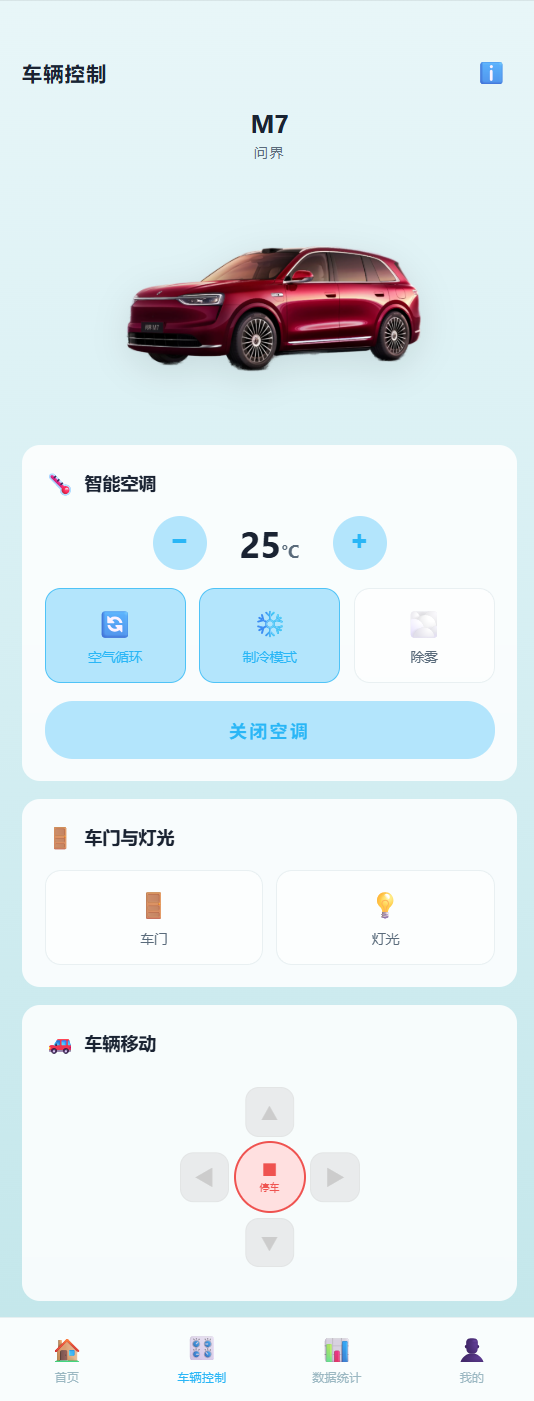 车辆控制
M7
问界
智能空调
− 25℃ +
空气循环 制冷模式 除雾
关闭空调
车门与灯光
车门 灯光
车辆移动
停车
首页 车辆控制 数据统计 我的